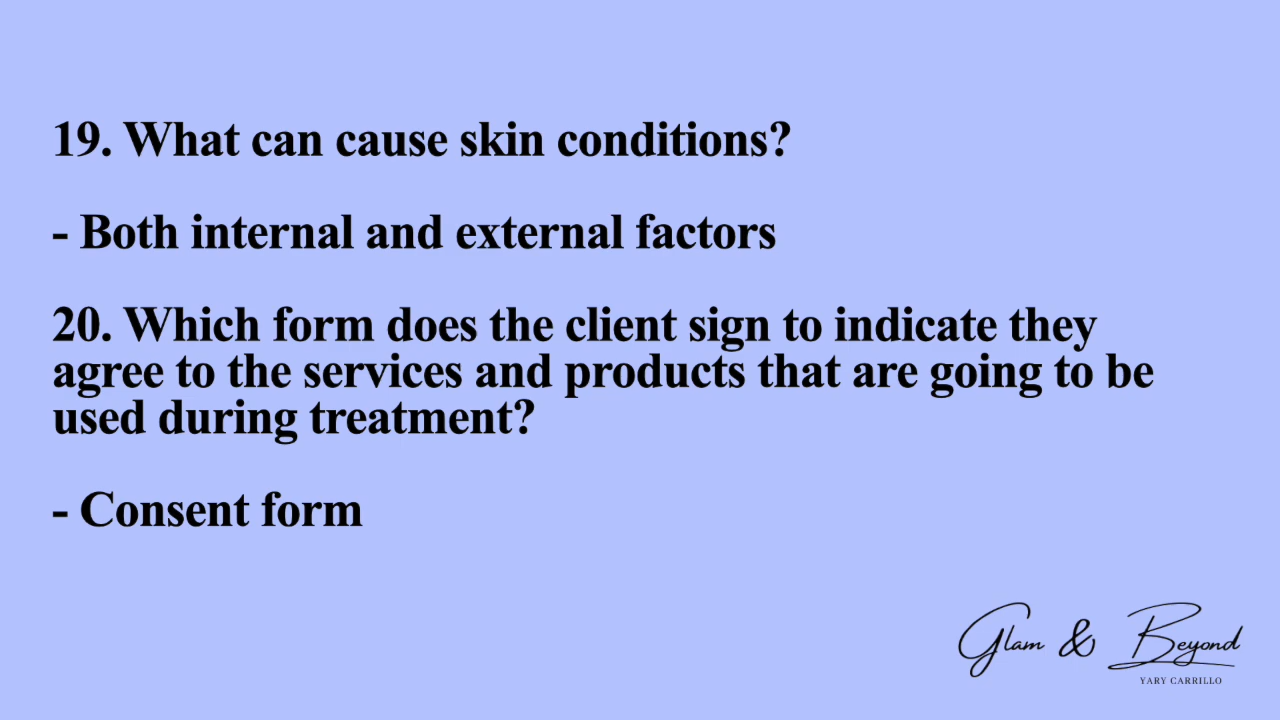 19. What can cause skin conditions?
- Both internal and external factors
20. Which form does the client sign to indicate they
agree to the services and products that are going to be
used during treatment?
- Consent form
Glam & Beyond
YARY CARRILLO